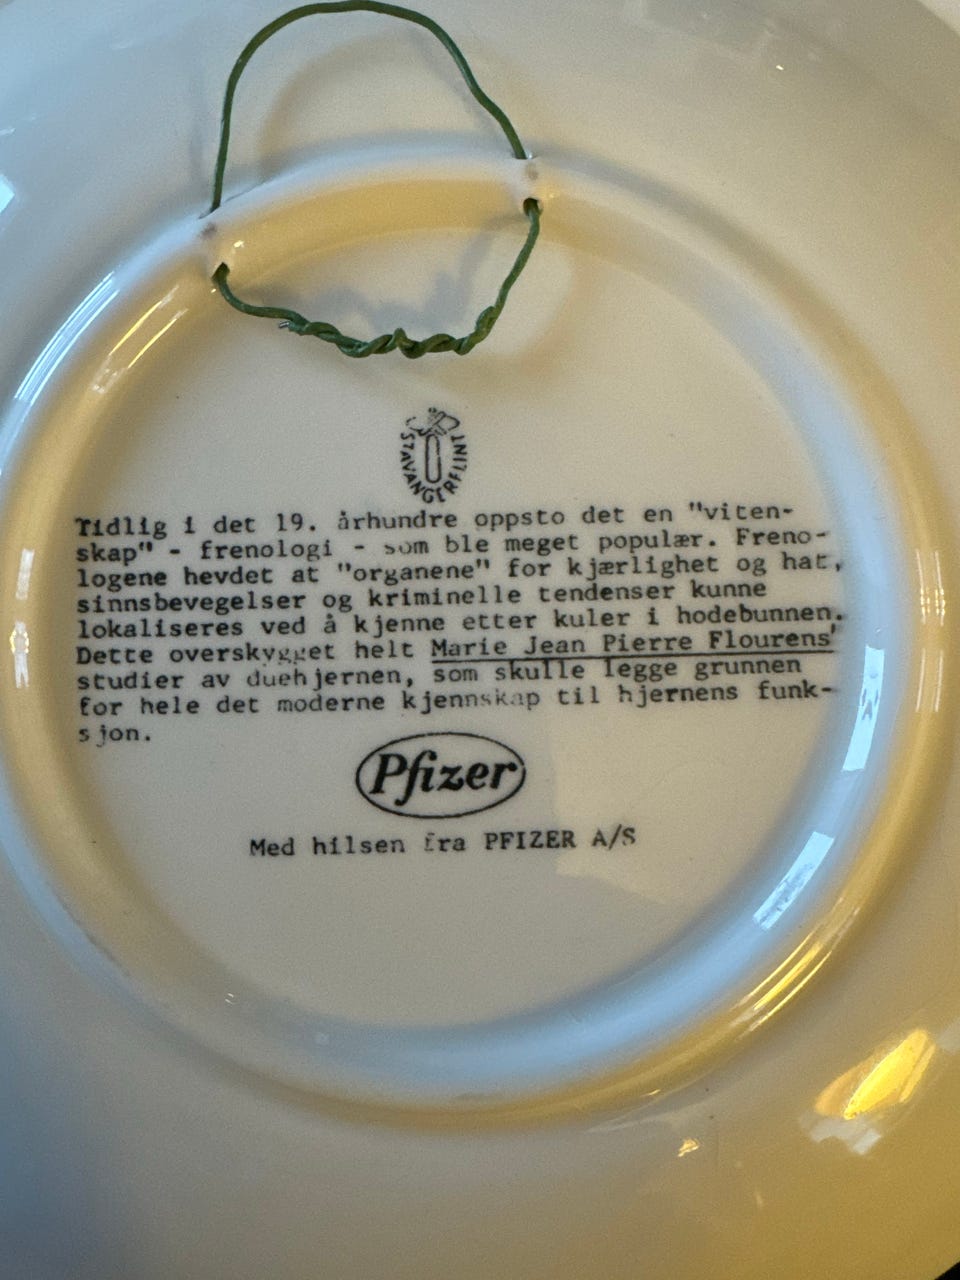 STAVANGERFLINT
Tidlig i det 19. århundre oppsto det en "viten-
skap" - frenologi - som ble meget populær. Freno-
logene hevdet at "organene" for kjærlighet og hat,
sinnsbevegelser og kriminelle tendenser kunne
lokaliseres ved å kjenne etter kuler i hodebunnen.
Dette overskygget helt Marie Jean Pierre Flourens'
studier av duehjernen, som skulle legge grunnen
for hele det moderne kjennskap til hjernens funk-
sjon.
Pfizer
Med hilsen fra PFIZER A/S